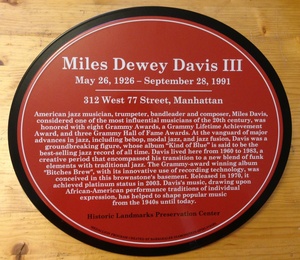 Miles Dewey Davis III
May 26, 1926 – September 28, 1991
312 West 77 Street, Manhattan
American jazz musician, trumpeter, bandleader and composer, Miles Davis,
considered one of the most influential musicians of the 20th century, was
honored with eight Grammy Awards, a Grammy Lifetime Achievement
Award, and three Grammy Hall of Fame Awards. At the vanguard of major
advances in jazz, including bebop, modal jazz, and jazz fusion, Davis was a
groundbreaking figure, whose album "Kind of Blue" is said to be the
best-selling jazz record of all time. Davis lived here from 1960 to 1983, a
creative period that encompassed his transition to a new blend of funk
elements with traditional jazz. The Grammy-award winning album
"Bitches Brew", with its innovative use of recording technology, was
conceived in this brownstone's basement. Released in 1970, it
achieved platinum status in 2003. Davis's music, drawing upon
African-American performance traditions of individual
expression, has helped to shape popular music
from the 1940s until today.
Historic Landmarks Preservation Center